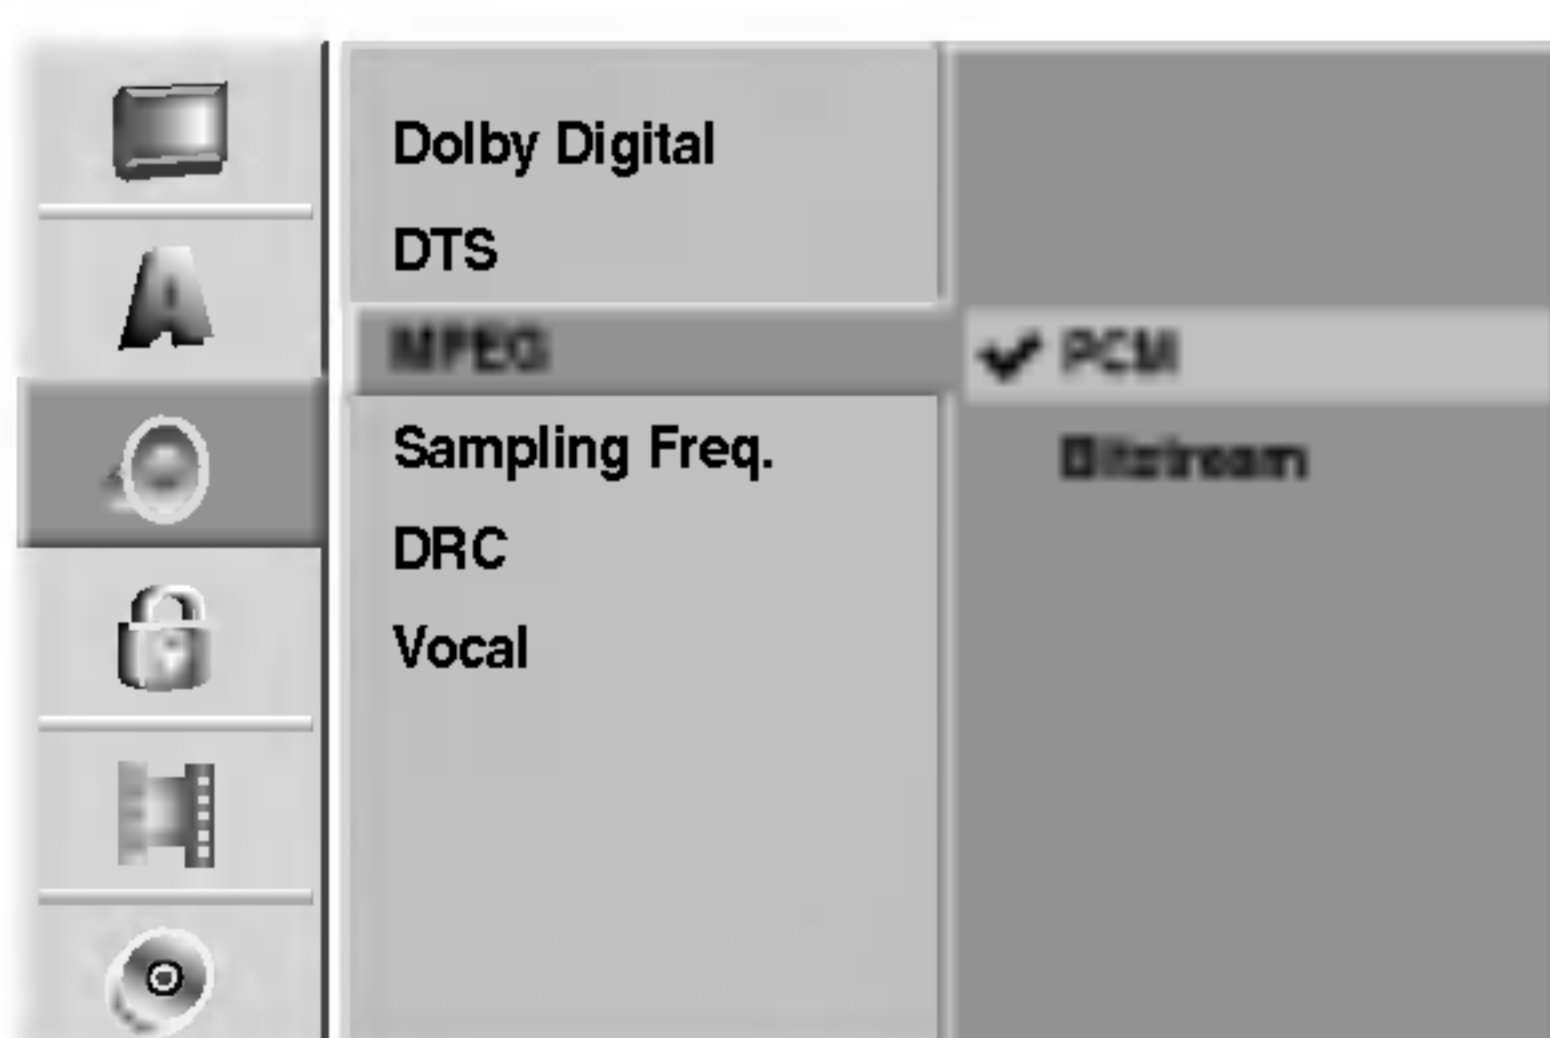 Dolby Digital
DTS
MPEG
PCM
Sampling Freq.
Bitstream
DRC
Vocal